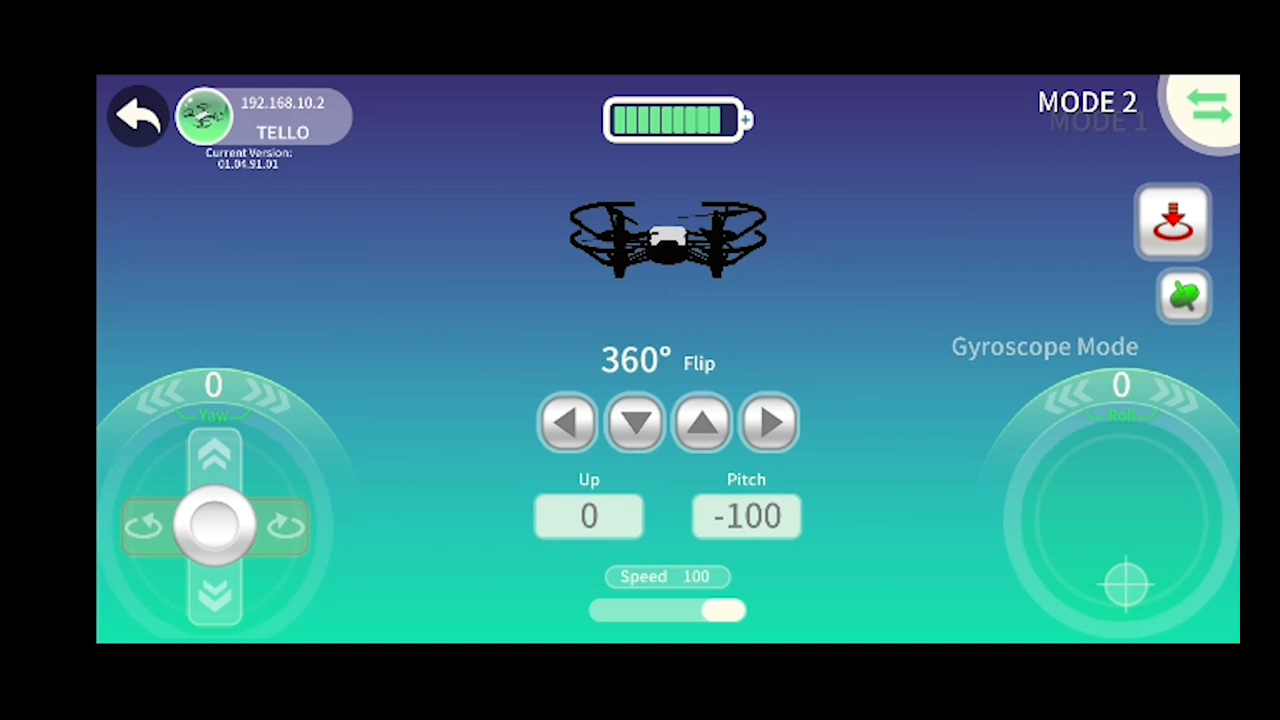 192.168.10.2
TELLO
Current Version:
01.04.91.01
MODE 2
MODE 1
360° Flip
Gyroscope Mode
0
Yaw
0
Roll
Up
Pitch
0
-100
Speed 100